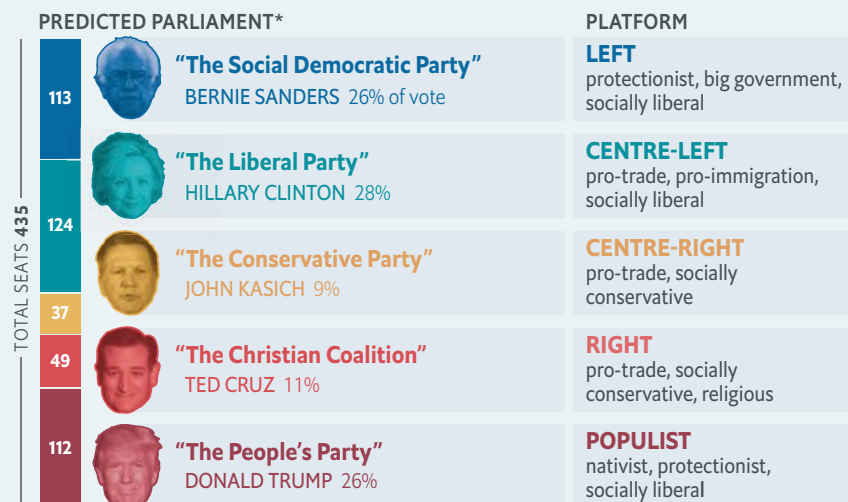 PREDICTED PARLIAMENT*
PLATFORM
TOTAL SEATS 435
113
"The Social Democratic Party"
BERNIE SANDERS 26% of vote
LEFT
protectionist, big government,
socially liberal
124
"The Liberal Party"
HILLARY CLINTON 28%
CENTRE-LEFT
pro-trade, pro-immigration,
socially liberal
37
"The Conservative Party"
JOHN KASICH 9%
CENTRE-RIGHT
pro-trade, socially
conservative
49
"The Christian Coalition"
TED CRUZ 11%
RIGHT
pro-trade, socially
conservative, religious
112
"The People's Party"
DONALD TRUMP 26%
POPULIST
nativist, protectionist,
socially liberal